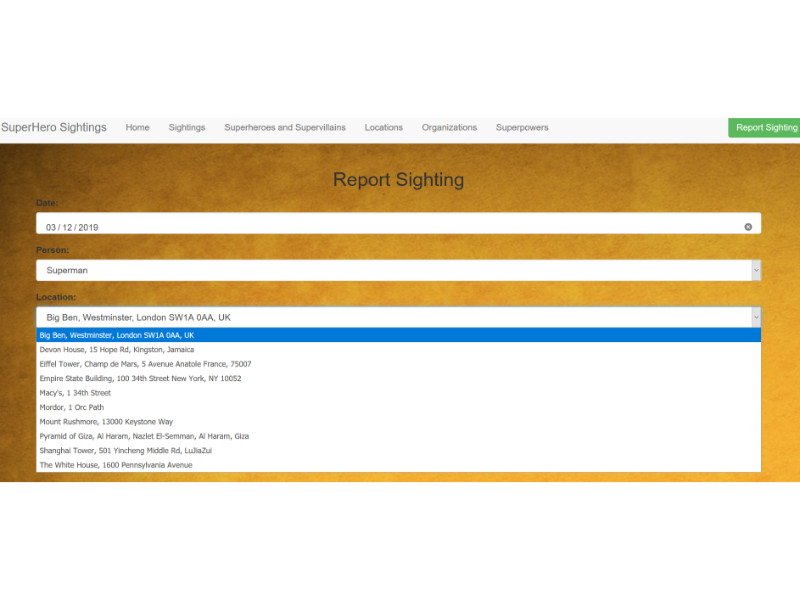 SuperHero Sightings Home Sightings Superheroes and Supervillains Locations Organizations Superpowers Report Sighting
Report Sighting
Date:
03 / 12 / 2019
Person:
Superman
Location:
Big Ben, Westminster, London SW1A 0AA, UK
Big Ben, Westminster, London SW1A 0AA, UK
Devon House, 15 Hope Rd, Kingston, Jamaica
Eiffel Tower, Champ de Mars, 5 Avenue Anatole France, 75007
Empire State Building, 100 34th Street New York, NY 10052
Macy's, 1 34th Street
Mordor, 1 Orc Path
Mount Rushmore, 13000 Keystone Way
Pyramid of Giza, Al Haram, Nazlet El-Semman, Al Haram, Giza
Shanghai Tower, 501 Yincheng Middle Rd, LuJiaZui
The White House, 1600 Pennsylvania Avenue